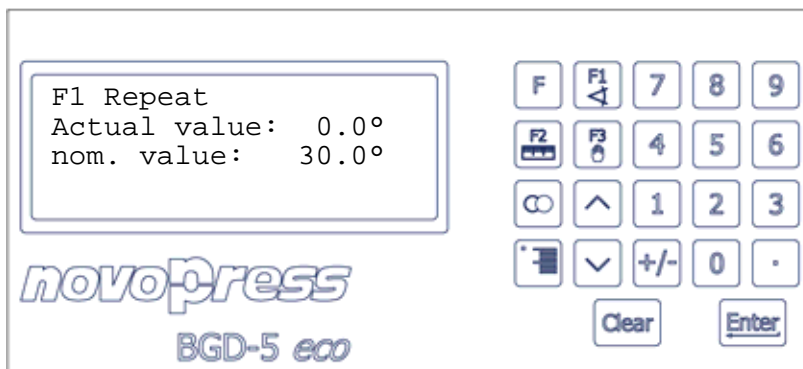 F1 Repeat
Actual value: 0.0°
nom. value: 30.0°
novopress
BGD-5 eco
F F1 7 8 9
F2 F3 4 5 6
1 2 3
+/- 0 .
Clear Enter